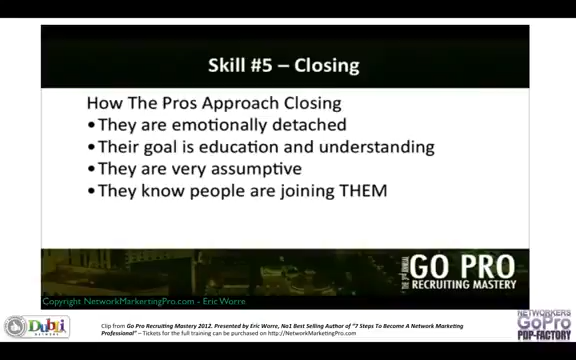 Skill #5 – Closing
How The Pros Approach Closing
• They are emotionally detached
• Their goal is education and understanding
• They are very assumptive
• They know people are joining THEM
THE 3rd ANNUAL
GO PRO
RECRUITING MASTERY
Copyright NetworkMarketingPro.com - Eric Worre
Dubli
NETWORK
Clip from Go Pro Recruiting Mastery 2012. Presented by Eric Worre, No1 Best Selling Author of "7 Steps To Become A Network Marketing
Professional" – Tickets for the full training can be purchased on http://NetworkMarketingPro.com
NETWORKERS
GoPRO
PDF-FACTORY